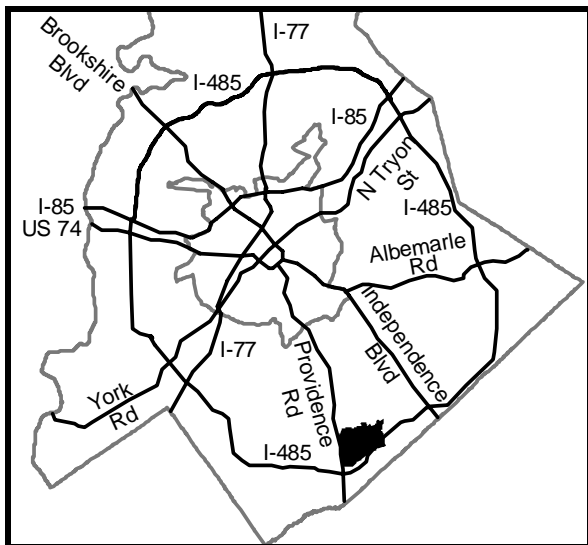 I-77
Brookshire
Blvd
I-485
I-85
N Tryon
St
I-85
US 74
I-485
Albemarle
Rd
Independence
Blvd
I-77
Providence
Rd
York
Rd
I-485